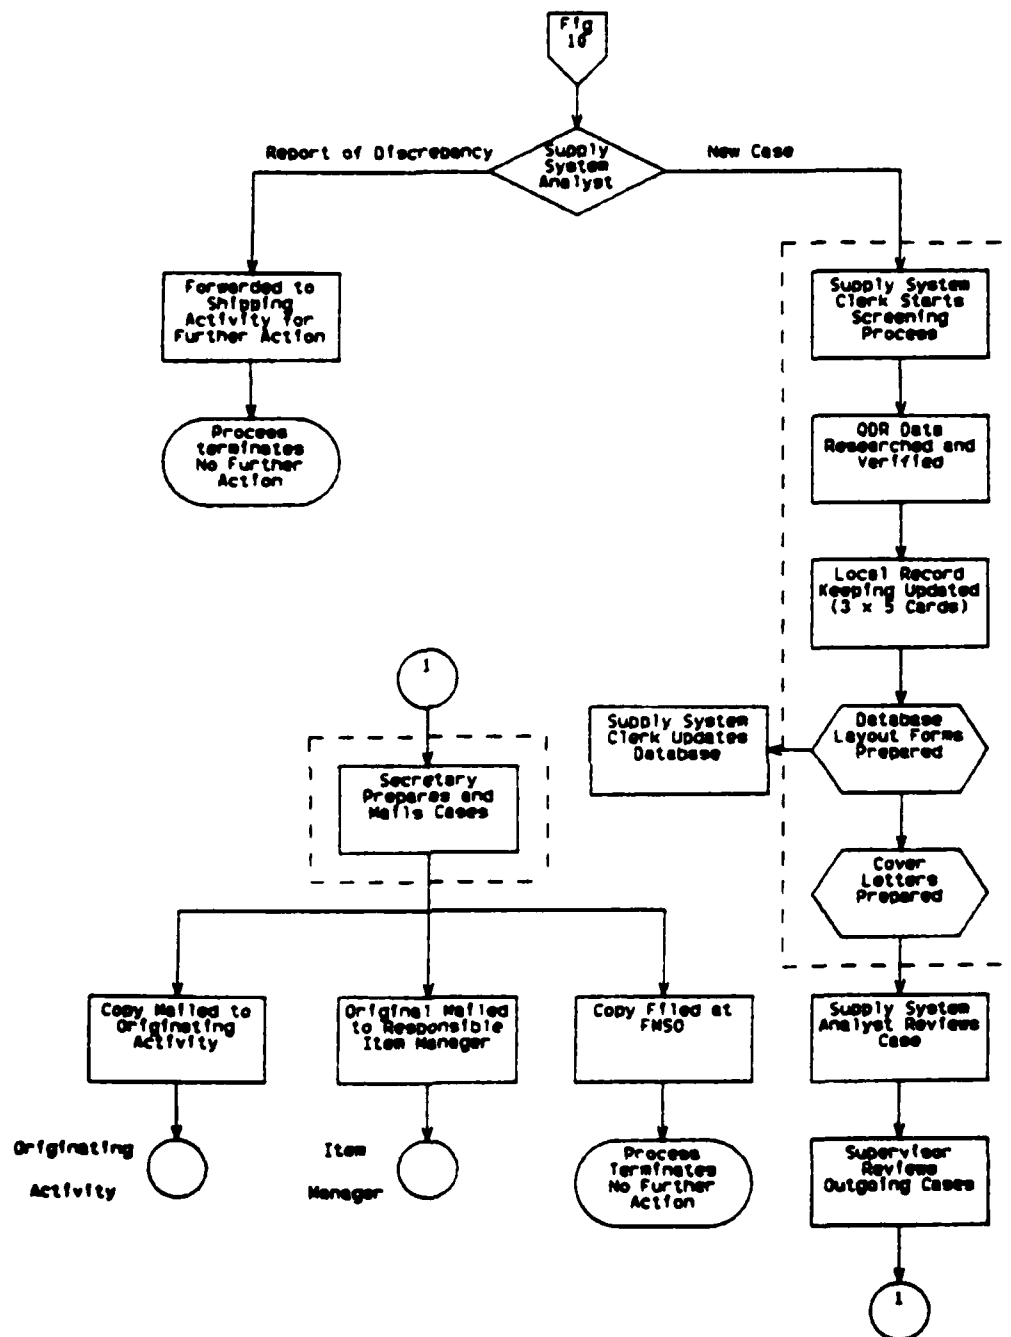 Fig
10
Report of Discrepancy
Supply
System
Analyst
New Case
Forwarded to
Shipping
Activity for
Further Action
Process
terminates
No Further
Action
Supply System
Clerk Starts
Screening
Process
QDR Data
Researched and
Verified
Local Record
Keeping Updated
(3 x 5 Cards)
Database
Layout Forms
Prepared
Supply System
Clerk Updates
Database
Cover
Letters
Prepared
1
Secretary
Prepares and
Mails Cases
Copy Mailed to
Originating
Activity
Original Mailed
to Responsible
Item Manager
Copy Filed at
FMSO
Supply System
Analyst Reviews
Case
Originating
Activity
Item
Manager
Process
Terminates
No Further
Action
Supervisor
Reviews
Outgoing Cases
1